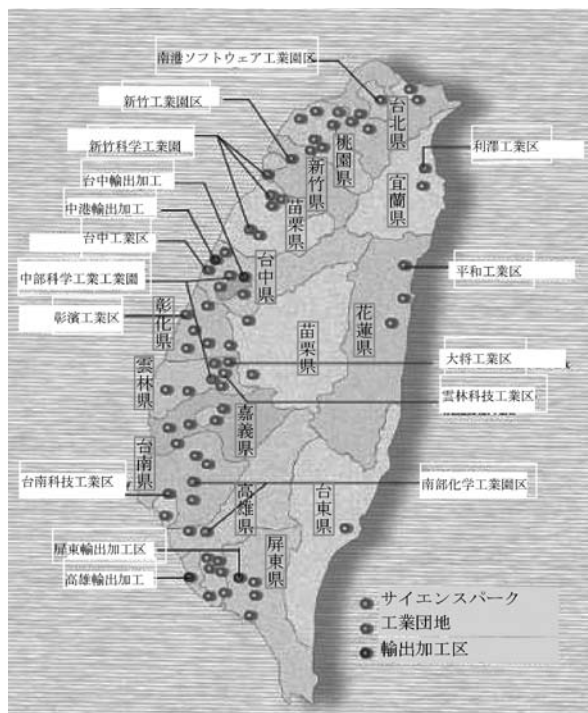 南港ソフトウェア工業園区
新竹工業園区
新竹科学工業園
台中輸出加工
中港輸出加工
台中工業区
中部科学工業工業園
彰濱工業区
台南科技工業区
屏東輸出加工区
高雄輸出加工
利澤工業区
平和工業区
大将工業区
雲林科技工業区
南部化学工業園区
台北県
桃園県
新竹県
宜蘭県
苗栗県
台中県
彰化県
苗栗県
花蓮県
雲林県
嘉義県
台南県
高雄県
台東県
屏東県
サイエンスパーク
工業団地
輸出加工区